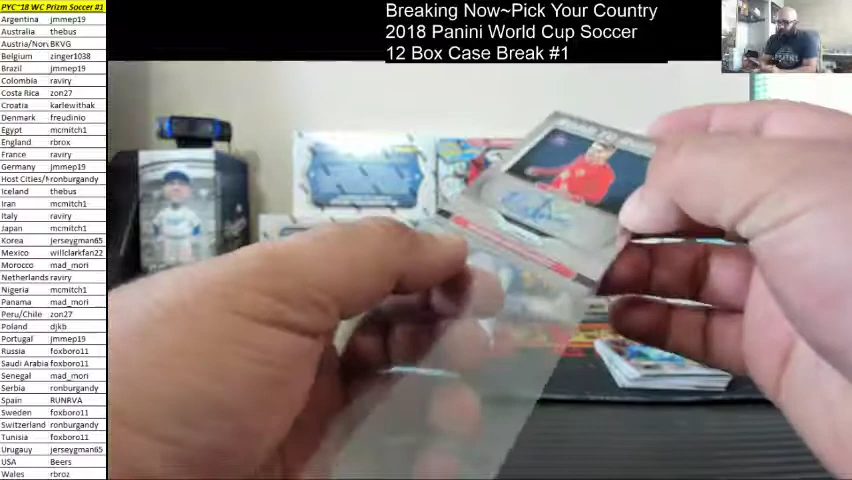 PYC~18 WC Prizm Soccer #1
Argentina jmmep19
Australia thebus
Austria/Nor BKVG
Belgium zinger1038
Brazil jmmep19
Colombia raviry
Costa Rica zon27
Croatia karlewithak
Denmark freudinio
Egypt mcmitch1
England rbrox
France raviry
Germany jmmep19
Host Cities/M ronburgandy
Iceland thebus
Iran mcmitch1
Italy raviry
Japan mcmitch1
Korea jerseygman65
Mexico willclarkfan22
Morocco mad_mori
Netherlands raviry
Nigeria mcmitch1
Panama mad_mori
Peru/Chile zon27
Poland djkb
Portugal jmmep19
Russia foxboro11
Saudi Arabia foxboro11
Senegal mad_mori
Serbia ronburgandy
Spain RUNRVA
Sweden foxboro11
Switzerland ronburgandy
Tunisia foxboro11
Urugauy jerseygman65
USA Beers
Wales rbroz
Breaking Now~Pick Your Country
2018 Panini World Cup Soccer
12 Box Case Break #1